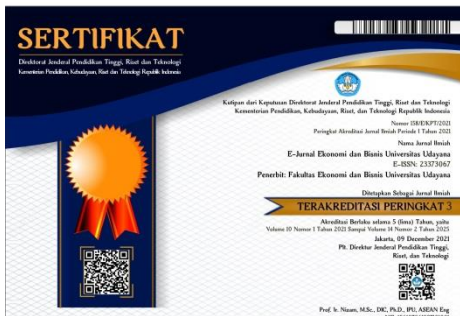 SERTIFIKAT
Direktorat Jenderal Pendidikan Tinggi, Riset dan Teknologi
Kementerian Pendidikan, Kebudayaan, Riset dan Teknologi Republik Indonesia
Kutipan dari Keputusan Direktorat Jenderal Pendidikan Tinggi, Riset dan Teknologi
Kementerian Pendidikan, Kebudayaan, Riset, dan Teknologi Republik Indonesia
Nomor 158/E/KPT/2021
Peringkat Akreditasi Jurnal Ilmiah Periode I Tahun 2021
Nama Jurnal Ilmiah
E-Jurnal Ekonomi dan Bisnis Universitas Udayana
E-ISSN: 23373067
Penerbit: Fakultas Ekonomi dan Bisnis Universitas Udayana
Ditetapkan Sebagai Jurnal Ilmiah
TERAKREDITASI PERINGKAT 3
Akreditasi Berlaku selama 5 (lima) Tahun, yaitu
Volume 10 Nomor 1 Tahun 2021 Sampai Volume 14 Nomor 2 Tahun 2025
Jakarta, 09 December 2021
Plt. Direktur Jenderal Pendidikan Tinggi,
Riset, dan Teknologi
Prof. Ir. Nizam, M.Sc., DIC, Ph.D., IPU, ASEAN Eng